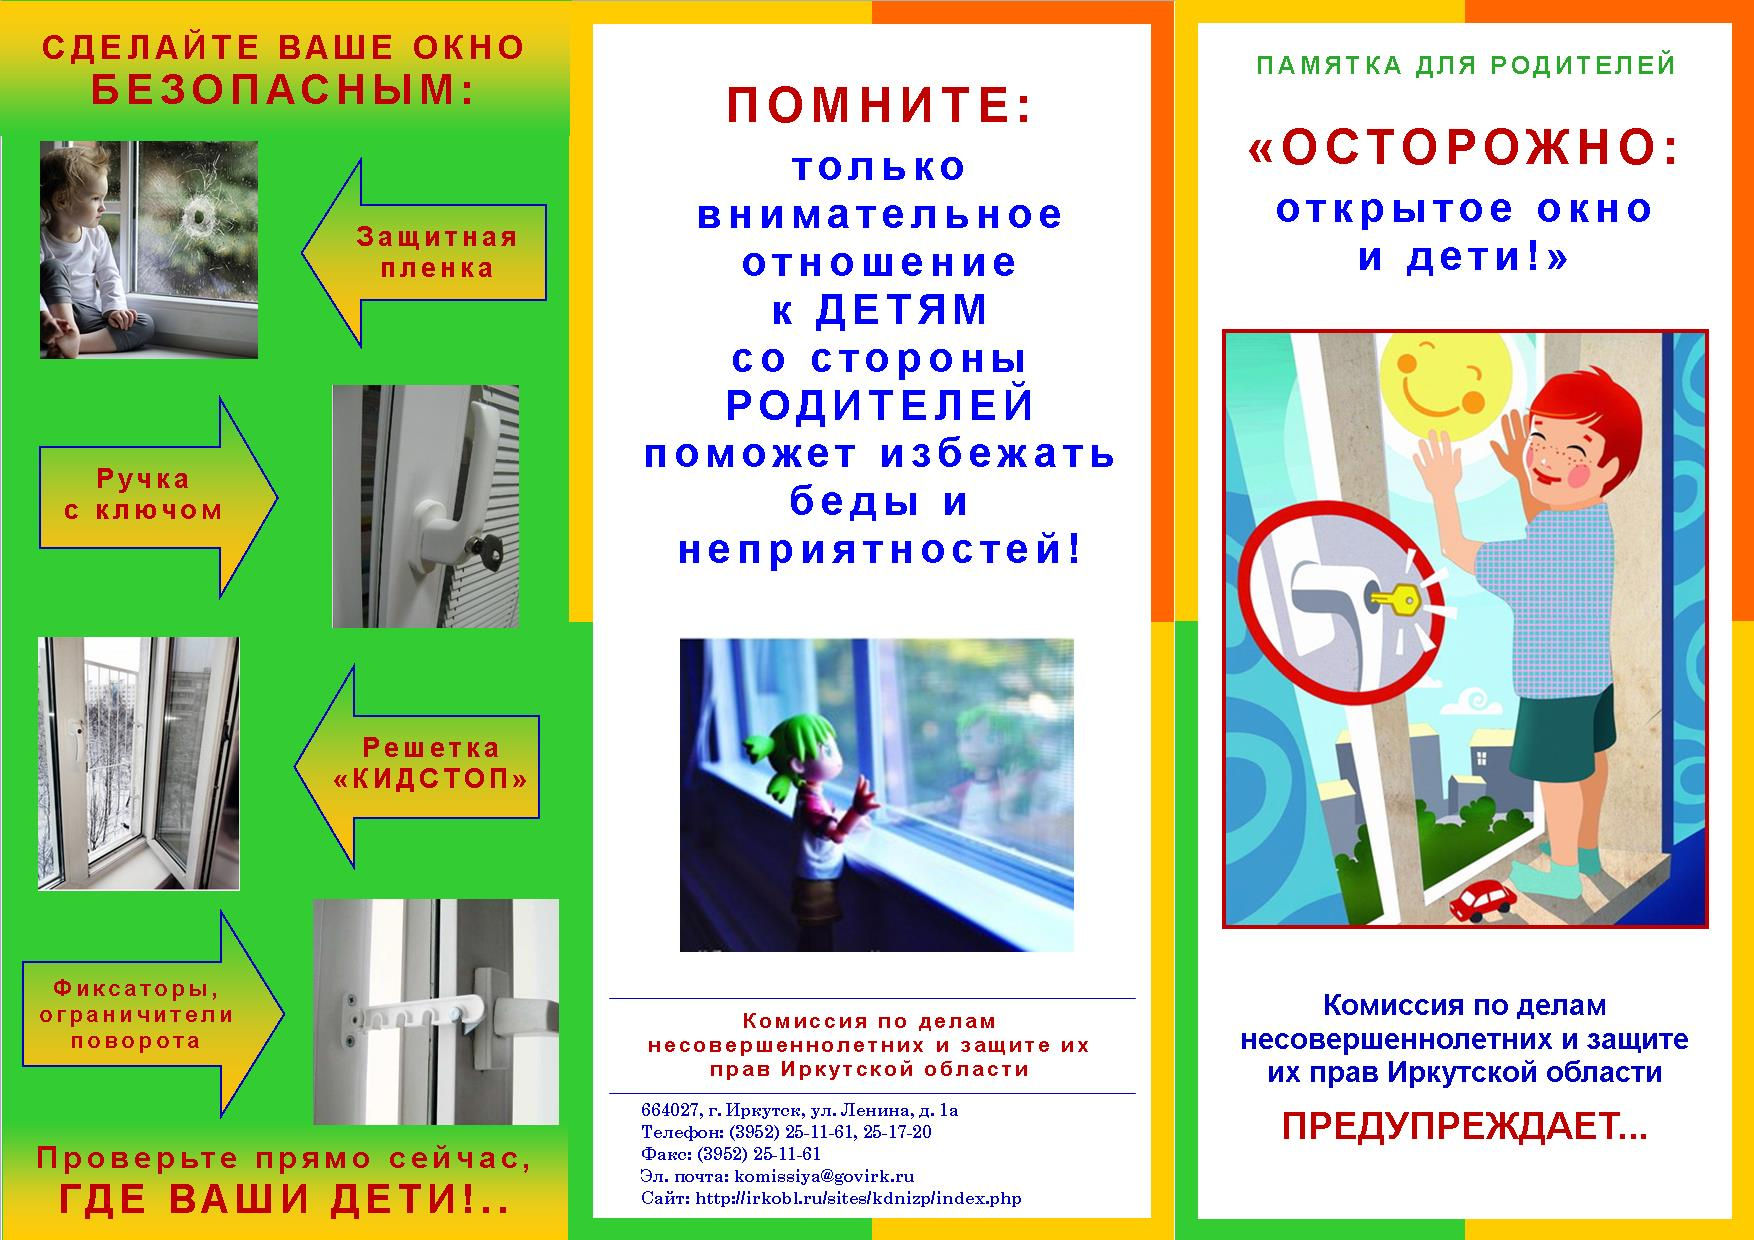 СДЕЛАЙТЕ ВАШЕ ОКНО
БЕЗОПАСНЫМ:
Защитная
пленка
Ручка
с ключом
Решетка
«КИДСТОП»
Фиксаторы,
ограничители
поворота
Проверьте прямо сейчас,
ГДЕ ВАШИ ДЕТИ!..
ПОМНИТЕ:
только
внимательное
отношение
к ДЕТЯМ
со стороны
РОДИТЕЛЕЙ
поможет избежать
беды и
неприятностей!
Комиссия по делам
несовершеннолетних и защите их
прав Иркутской области
664027, г. Иркутск, ул. Ленина, д. 1а
Телефон: (3952) 25-11-61, 25-17-20
Факс: (3952) 25-11-61
Эл. почта: komissiya@govirk.ru
Сайт: http://irkobl.ru/sites/kdnizp/index.php
ПАМЯТКА ДЛЯ РОДИТЕЛЕЙ
«ОСТОРОЖНО:
открытое окно
и дети!»
Комиссия по делам
несовершеннолетних и защите
их прав Иркутской области
ПРЕДУПРЕЖДАЕТ...